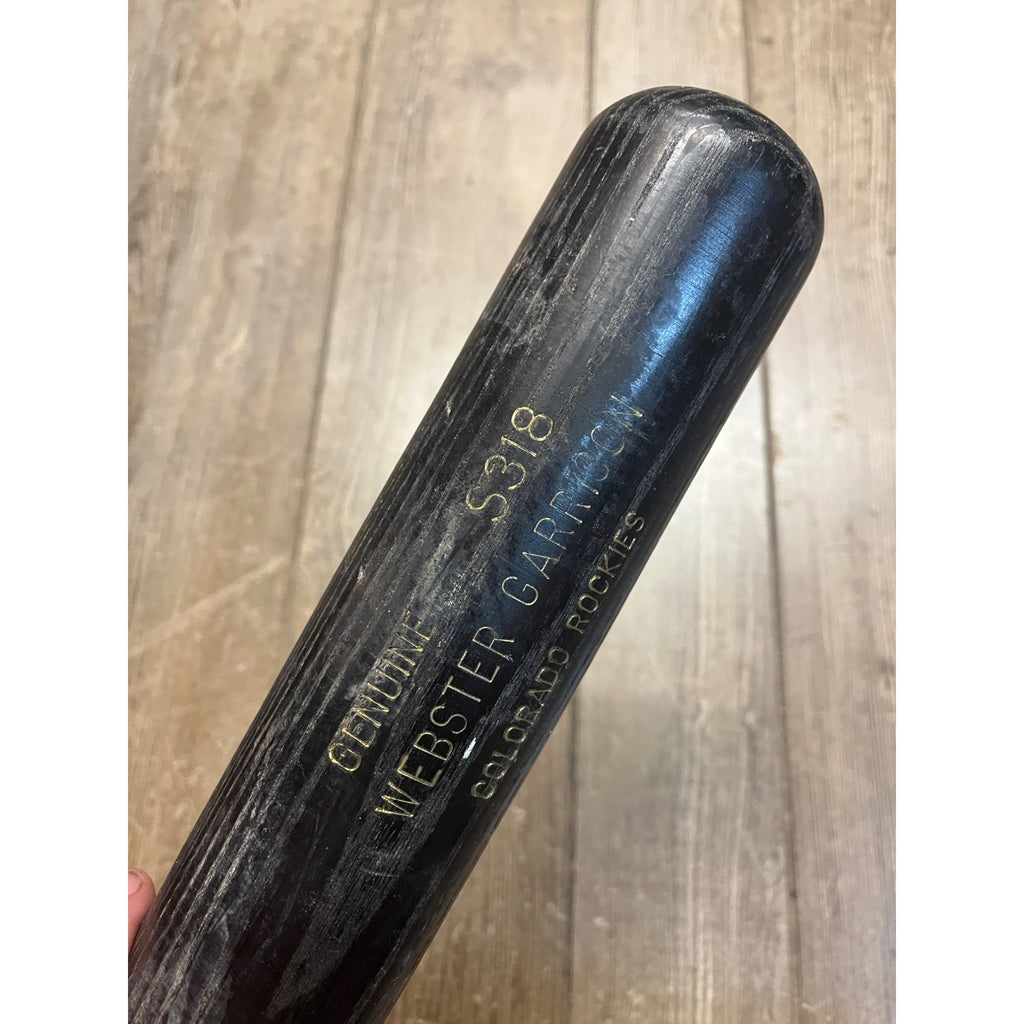 GENUINE S318
WEBSTER GARRISON
COLORADO ROCKIES